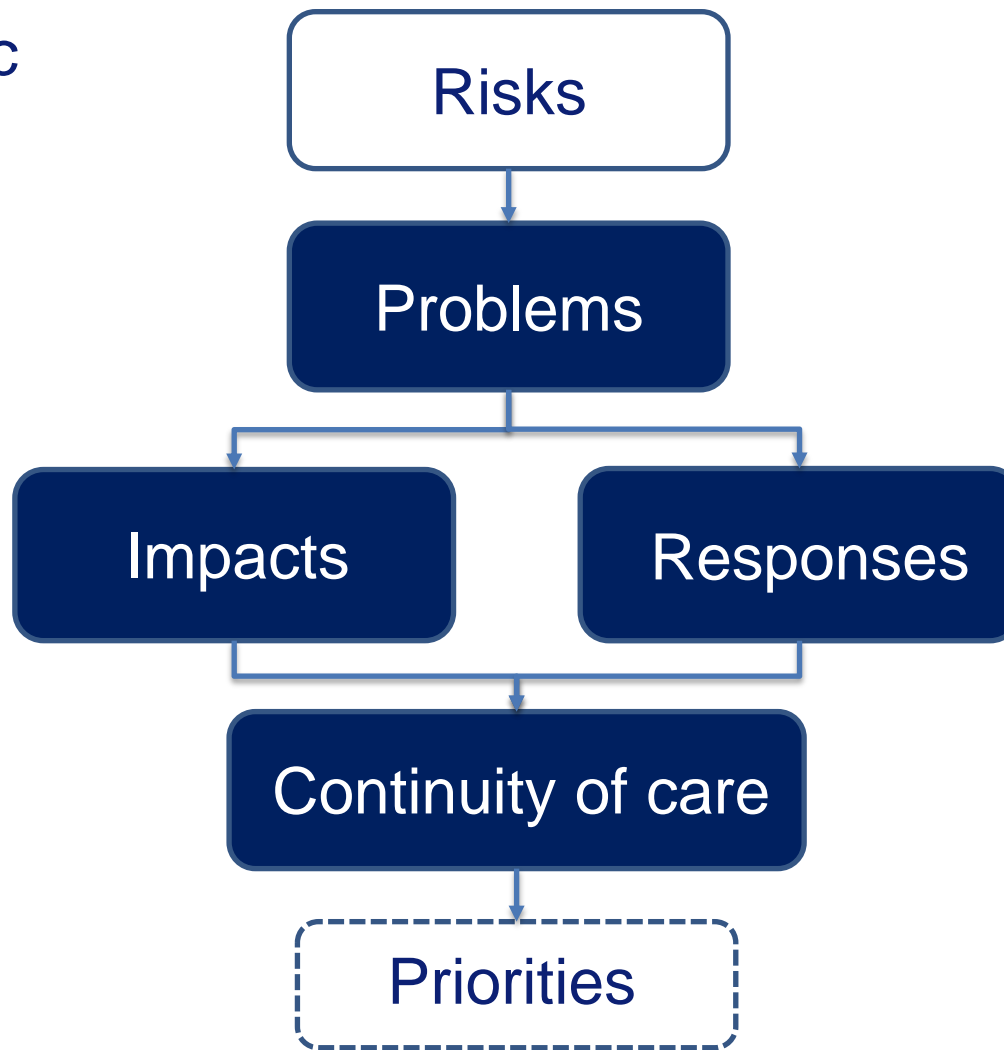 c
Risks
Problems
Impacts
Responses
Continuity of care
Priorities